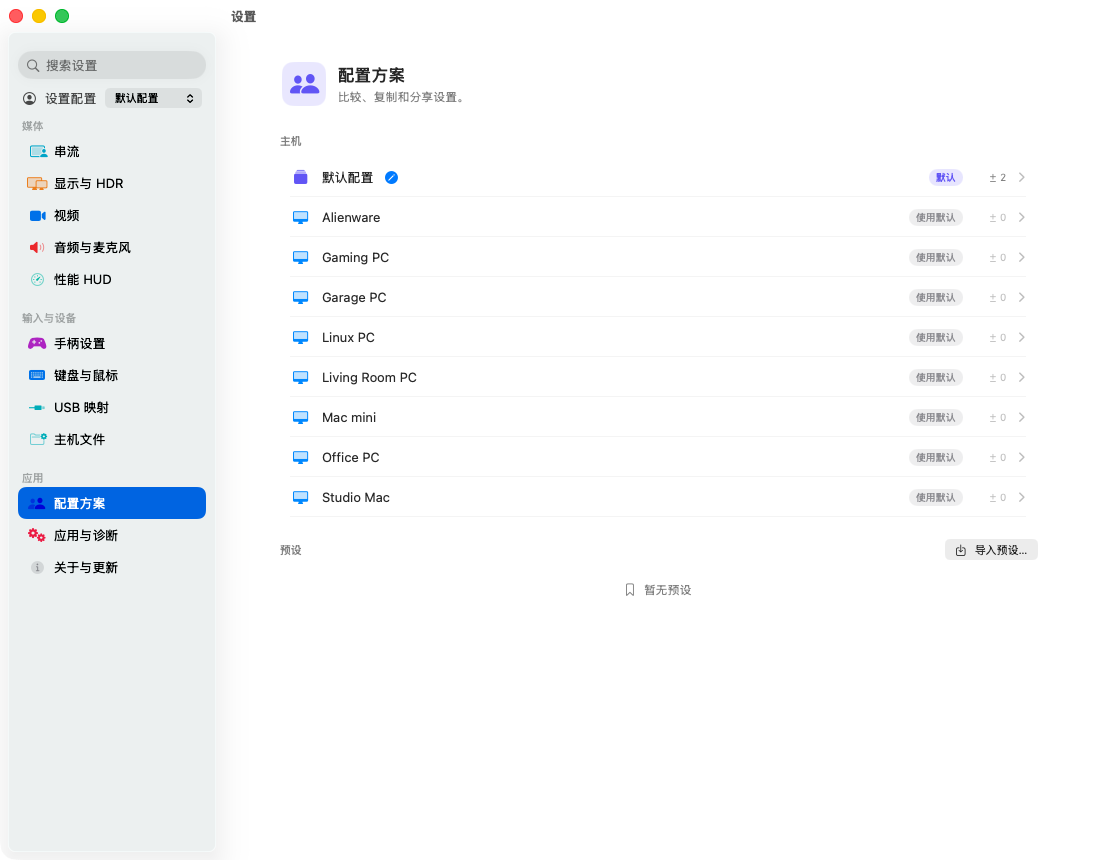 设置
搜索设置
设置配置 默认配置
媒体
串流
显示与 HDR
视频
音频与麦克风
性能 HUD
输入与设备
手柄设置
键盘与鼠标
USB 映射
主机文件
应用
配置方案
应用与诊断
关于与更新
配置方案
比较、复制和分享设置。
主机
默认配置 默认 ± 2
Alienware 使用默认 ± 0
Gaming PC 使用默认 ± 0
Garage PC 使用默认 ± 0
Linux PC 使用默认 ± 0
Living Room PC 使用默认 ± 0
Mac mini 使用默认 ± 0
Office PC 使用默认 ± 0
Studio Mac 使用默认 ± 0
预设 导入预设...
暂无预设